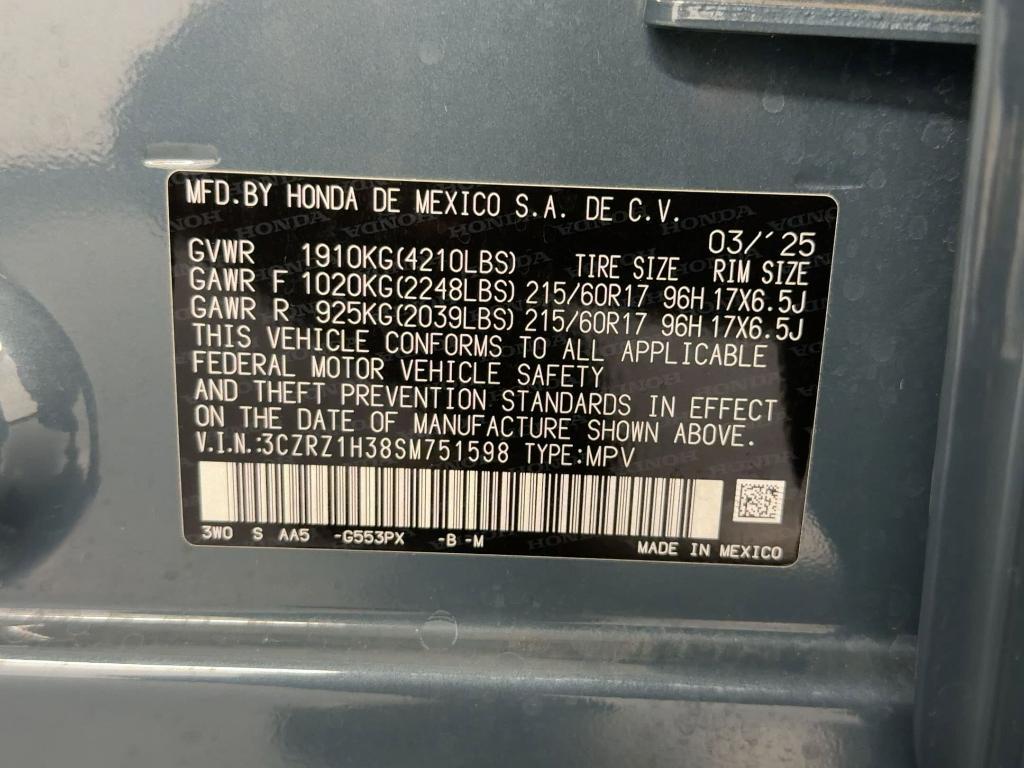 MFD.BY HONDA DE MEXICO S.A. DE C.V.
03/'25
GVWR 1910KG(4210LBS) TIRE SIZE RIM SIZE
GAWR F 1020KG(2248LBS) 215/60R17 96H 17X6.5J
GAWR R 925KG(2039LBS) 215/60R17 96H 17X6.5J
THIS VEHICLE CONFORMS TO ALL APPLICABLE
FEDERAL MOTOR VEHICLE SAFETY
AND THEFT PREVENTION STANDARDS IN EFFECT
ON THE DATE OF MANUFACTURE SHOWN ABOVE.
V.I.N.:3CZRZ1H38SM751598 TYPE:MPV
3WO S AA5 -G553PX -B -M
MADE IN MEXICO